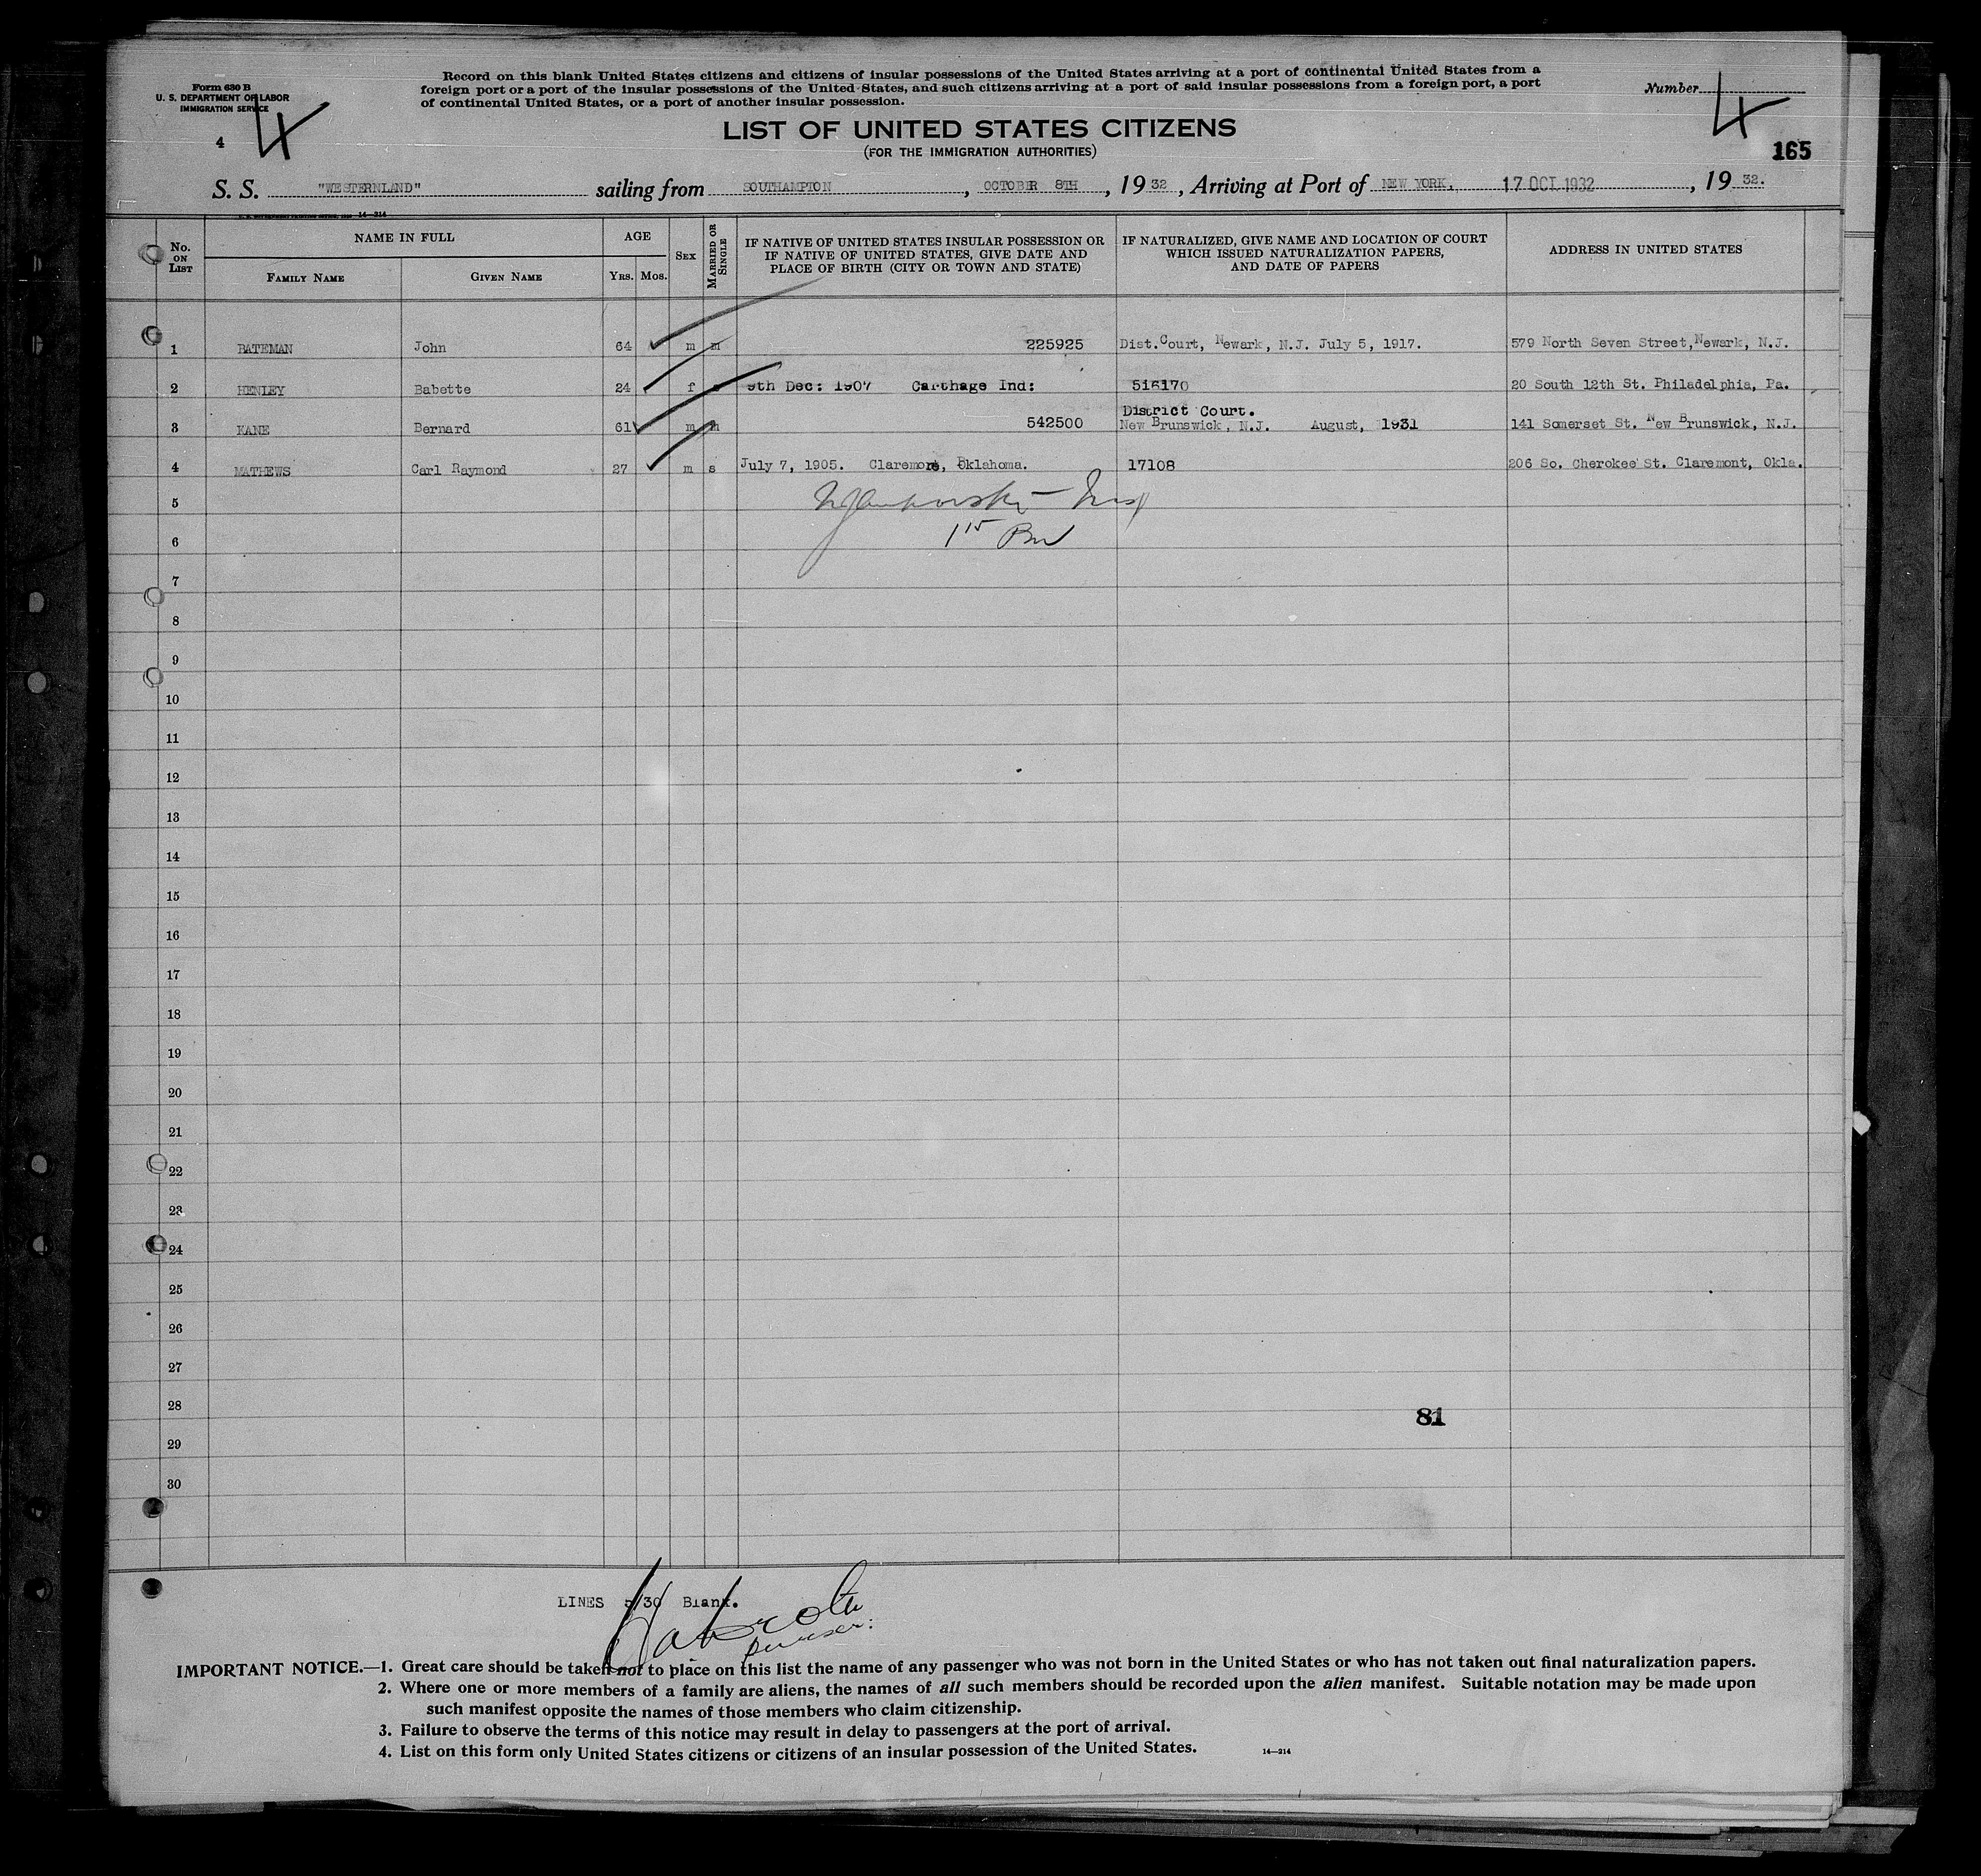 Form 630 B
U. S. DEPARTMENT OF LABOR
IMMIGRATION SERVICE
4
4
Record on this blank United States citizens and citizens of insular possessions of the United States arriving at a port of continental United States from a
foreign port or a port of the insular possessions of the United States, and such citizens arriving at a port of said insular possessions from a foreign port, a port
of continental United States, or a port of another insular possession.
Number 4
165
LIST OF UNITED STATES CITIZENS
(FOR THE IMMIGRATION AUTHORITIES)
S. S. "WESTERNLAND" sailing from SOUTHAMPTON, OCTOBER 8TH, 1932, Arriving at Port of NEW YORK. 17 OCT 1932, 19 32.
14—214
No. ON LIST
NAME IN FULL
FAMILY NAME
GIVEN NAME
AGE
YRS.
MOS.
SEX
MARRIED OR SINGLE
IF NATIVE OF UNITED STATES INSULAR POSSESSION OR
IF NATIVE OF UNITED STATES, GIVE DATE AND
PLACE OF BIRTH (CITY OR TOWN AND STATE)
IF NATURALIZED, GIVE NAME AND LOCATION OF COURT
WHICH ISSUED NATURALIZATION PAPERS,
AND DATE OF PAPERS
ADDRESS IN UNITED STATES
1 BATEMAN John 64 m m 225925 Dist. Court, Newark, N.J. July 5, 1917. 579 North Seven Street, Newark, N.J.
2 HENLEY Babette 24 f s 9th Dec: 1907 Carthage Ind: 516170 20 South 12th St. Philadelphia, Pa.
District Court.
3 KANE Bernard 61 m m 542500 New Brunswick, N.J. August, 1931 141 Somerset St. New Brunswick, N.J.
4 MATHEWS Carl Raymond 27 m s July 7, 1905. Claremore, Oklahoma. 17108 206 So. Cherokee St. Claremont, Okla.
5
6
7
8
9
10
11
12
13
14
15
16
17
18
19
20
21
22
23
24
25
26
27
28
81
29
30
LINES 5/30 Blank.
Purser.
IMPORTANT NOTICE.—1. Great care should be taken not to place on this list the name of any passenger who was not born in the United States or who has not taken out final naturalization papers.
2. Where one or more members of a family are aliens, the names of all such members should be recorded upon the alien manifest. Suitable notation may be made upon
such manifest opposite the names of those members who claim citizenship.
3. Failure to observe the terms of this notice may result in delay to passengers at the port of arrival.
4. List on this form only United States citizens or citizens of an insular possession of the United States.
14—214